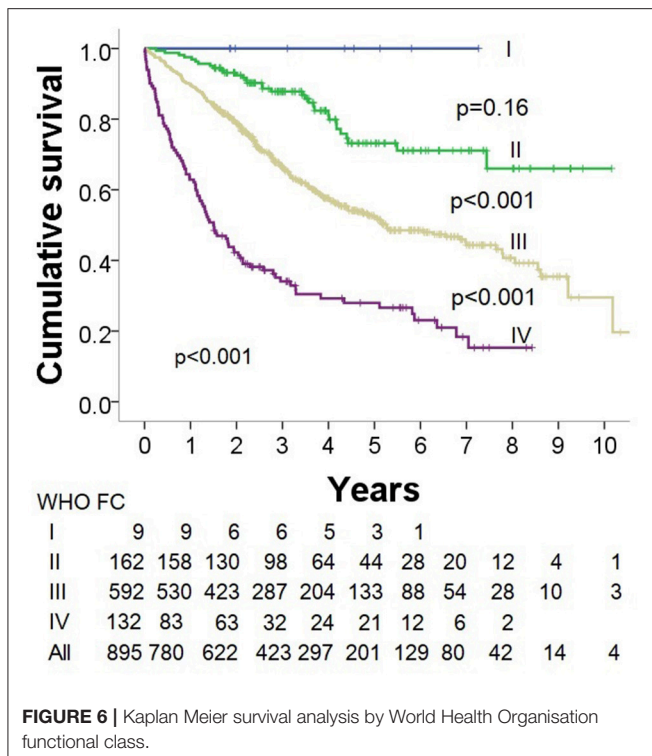 1.0
0.8
0.6
0.4
0.2
0.0
Cumulative survival
I
p=0.16
II
p<0.001
III
p<0.001
IV
p<0.001
0 1 2 3 4 5 6 7 8 9 10
Years
WHO FC
I 9 9 6 6 5 3 1
II 162 158 130 98 64 44 28 20 12 4 1
III 592 530 423 287 204 133 88 54 28 10 3
IV 132 83 63 32 24 21 12 6 2
All 895 780 622 423 297 201 129 80 42 14 4
FIGURE 6 | Kaplan Meier survival analysis by World Health Organisation
functional class.